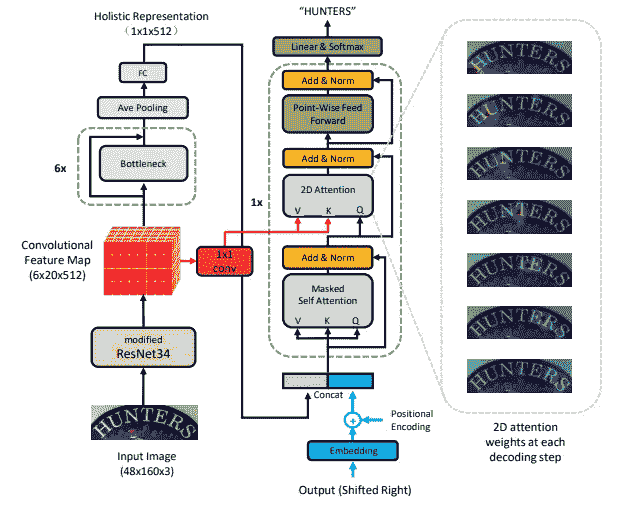 Holistic Representation
(1x1x512)
FC
Ave Pooling
6x
Bottleneck
Convolutional
Feature Map
(6x20x512)
1x1
conv
modified
ResNet34
HUNTERS
Input Image
(48x160x3)
"HUNTERS"
Linear & Softmax
Add & Norm
Point-Wise Feed
Forward
Add & Norm
1x
2D Attention
V K Q
Add & Norm
Masked
Self Attention
V K Q
Concat
Positional
Encoding
Embedding
Output (Shifted Right)
HUNTERS
HUNTERS
HUNTERS
HUNTERS
HUNTERS
HUNTERS
HUNTERS
2D attention
weights at each
decoding step